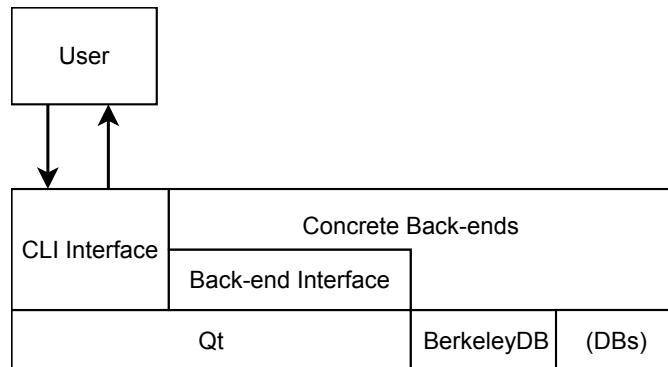 User
Concrete Back-ends
CLI Interface
Back-end Interface
Qt
BerkeleyDB
(DBs)